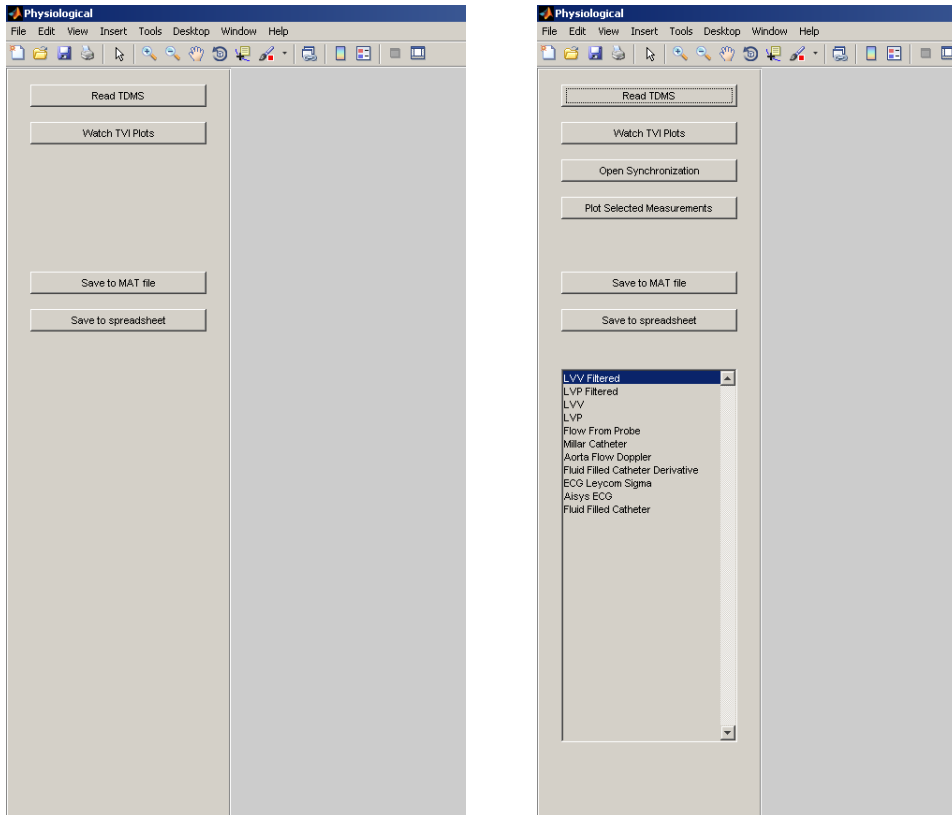 Physiological
File Edit View Insert Tools Desktop Window Help
Read TDMS
Watch TVI Plots
Save to MAT file
Save to spreadsheet
Physiological
File Edit View Insert Tools Desktop Window Help
Read TDMS
Watch TVI Plots
Open Synchronization
Plot Selected Measurements
Save to MAT file
Save to spreadsheet
LVV Filtered
LVP Filtered
LVV
LVP
Flow From Probe
Millar Catheter
Aorta Flow Doppler
Fluid Filled Catheter Derivative
ECG Leycom Sigma
Aisys ECG
Fluid Filled Catheter